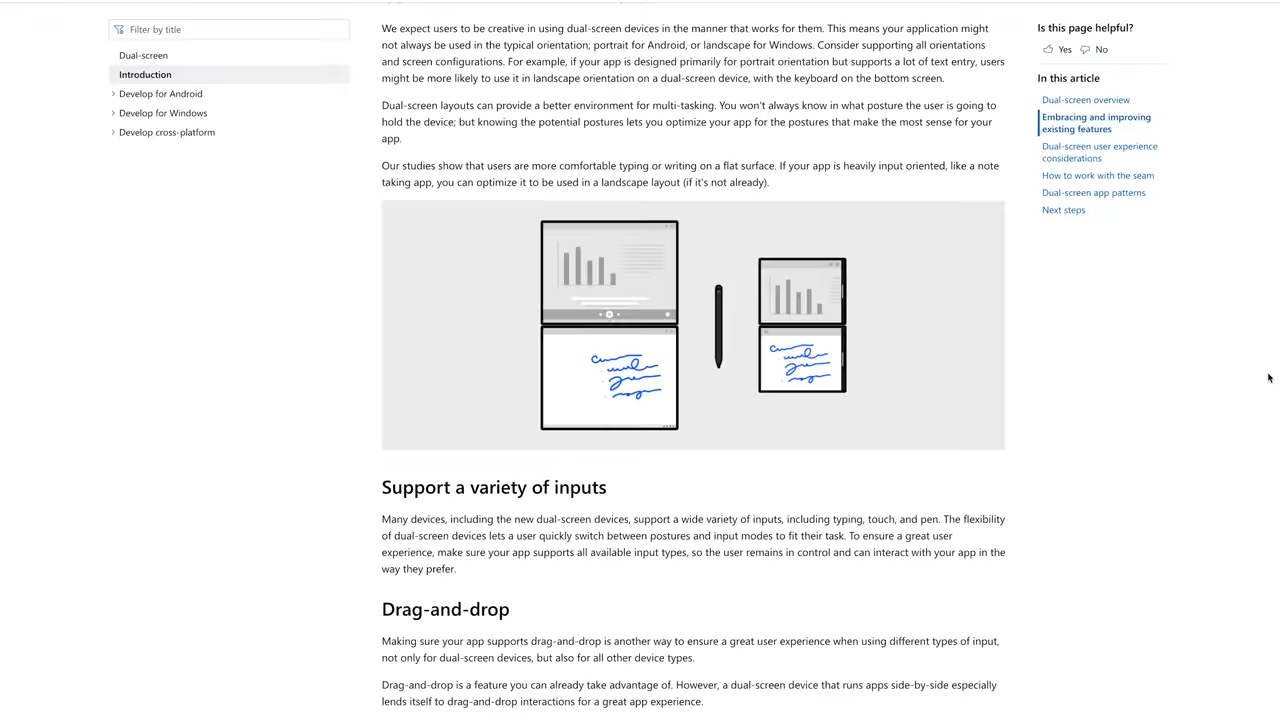 Filter by title
Dual-screen
Introduction
Develop for Android
Develop for Windows
Develop cross-platform
We expect users to be creative in using dual-screen devices in the manner that works for them. This means your application might
not always be used in the typical orientation; portrait for Android, or landscape for Windows. Consider supporting all orientations
and screen configurations. For example, if your app is designed primarily for portrait orientation but supports a lot of text entry, users
might be more likely to use it in landscape orientation on a dual-screen device, with the keyboard on the bottom screen.
Dual-screen layouts can provide a better environment for multi-tasking. You won't always know in what posture the user is going to
hold the device; but knowing the potential postures lets you optimize your app for the postures that make the most sense for your
app.
Our studies show that users are more comfortable typing or writing on a flat surface. If your app is heavily input oriented, like a note
taking app, you can optimize it to be used in a landscape layout (if it's not already).
Support a variety of inputs
Many devices, including the new dual-screen devices, support a wide variety of inputs, including typing, touch, and pen. The flexibility
of dual-screen devices lets a user quickly switch between postures and input modes to fit their task. To ensure a great user
experience, make sure your app supports all available input types, so the user remains in control and can interact with your app in the
way they prefer.
Drag-and-drop
Making sure your app supports drag-and-drop is another way to ensure a great user experience when using different types of input,
not only for dual-screen devices, but also for all other device types.
Drag-and-drop is a feature you can already take advantage of. However, a dual-screen device that runs apps side-by-side especially
lends itself to drag-and-drop interactions for a great app experience.
Is this page helpful?
Yes No
In this article
Dual-screen overview
Embracing and improving
existing features
Dual-screen user experience
considerations
How to work with the seam
Dual-screen app patterns
Next steps